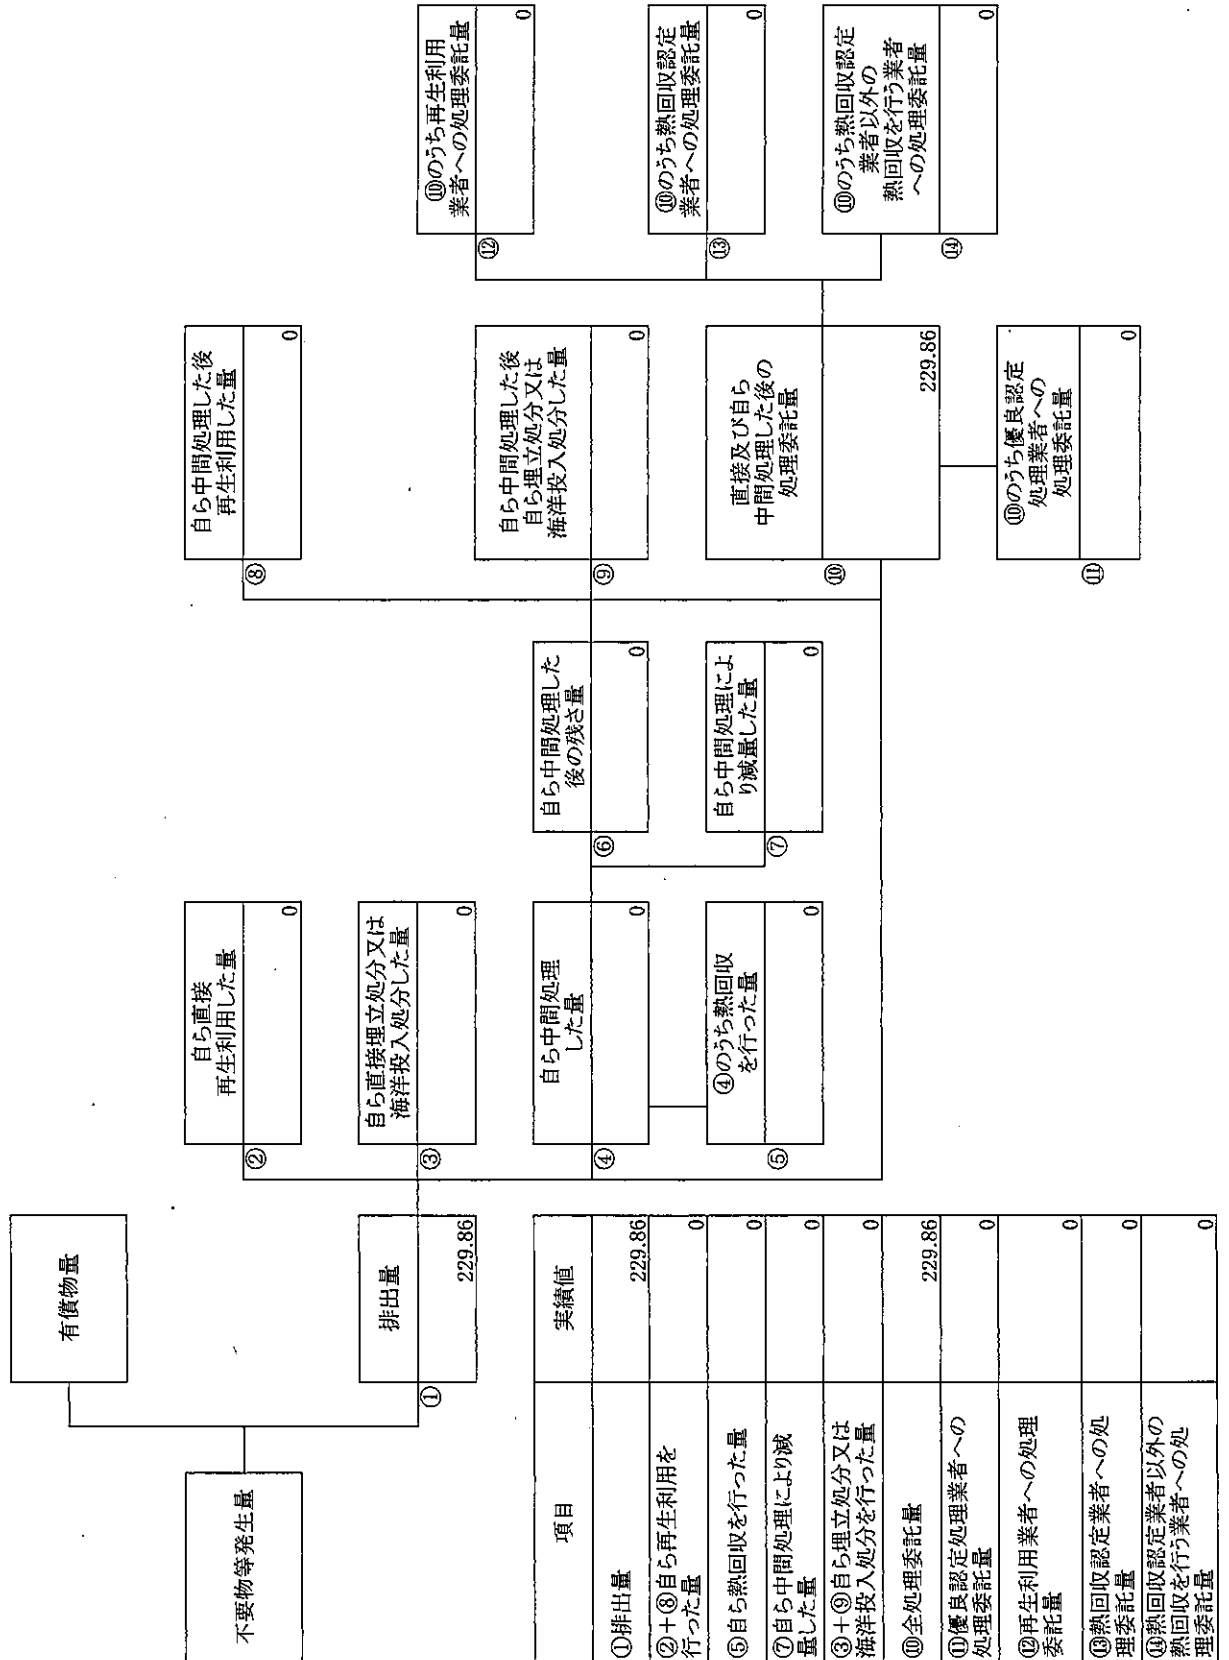 不要物等発生量
有償物量
①
排出量
229.86
②
自ら直接
再生利用した量
0
③
自ら直接埋立処分又は
海洋投入処分した量
0
④
自ら中間処理
した量
0
⑤
④のうち熱回収
を行った量
0
⑥
自ら中間処理した
後の残さ量
0
⑦
自ら中間処理によ
り減量した量
0
⑧
自ら中間処理した後
再生利用した量
0
⑨
自ら中間処理した後
自ら埋立処分又は
海洋投入処分した量
0
⑩
直接及び自ら
中間処理した後の
処理委託量
229.86
⑪
⑩のうち優良認定
処理業者への
処理委託量
0
⑫
⑩のうち再生利用
業者への処理委託量
0
⑬
⑩のうち熱回収認定
業者への処理委託量
0
⑭
⑩のうち熱回収認定
業者以外の
熱回収を行う業者
への処理委託量
0
項目 実績値
①排出量 229.86
②+⑧自ら再生利用を
行った量 0
⑤自ら熱回収を行った量 0
⑦自ら中間処理により減
量した量 0
③+⑨自ら埋立処分又は
海洋投入処分を行った量 0
⑩全処理委託量 229.86
⑪優良認定処理業者への
処理委託量 0
⑫再生利用業者への処理
委託量 0
⑬熱回収認定業者への処
理委託量 0
⑭熱回収認定業者以外の
熱回収を行う業者への処
理委託量 0